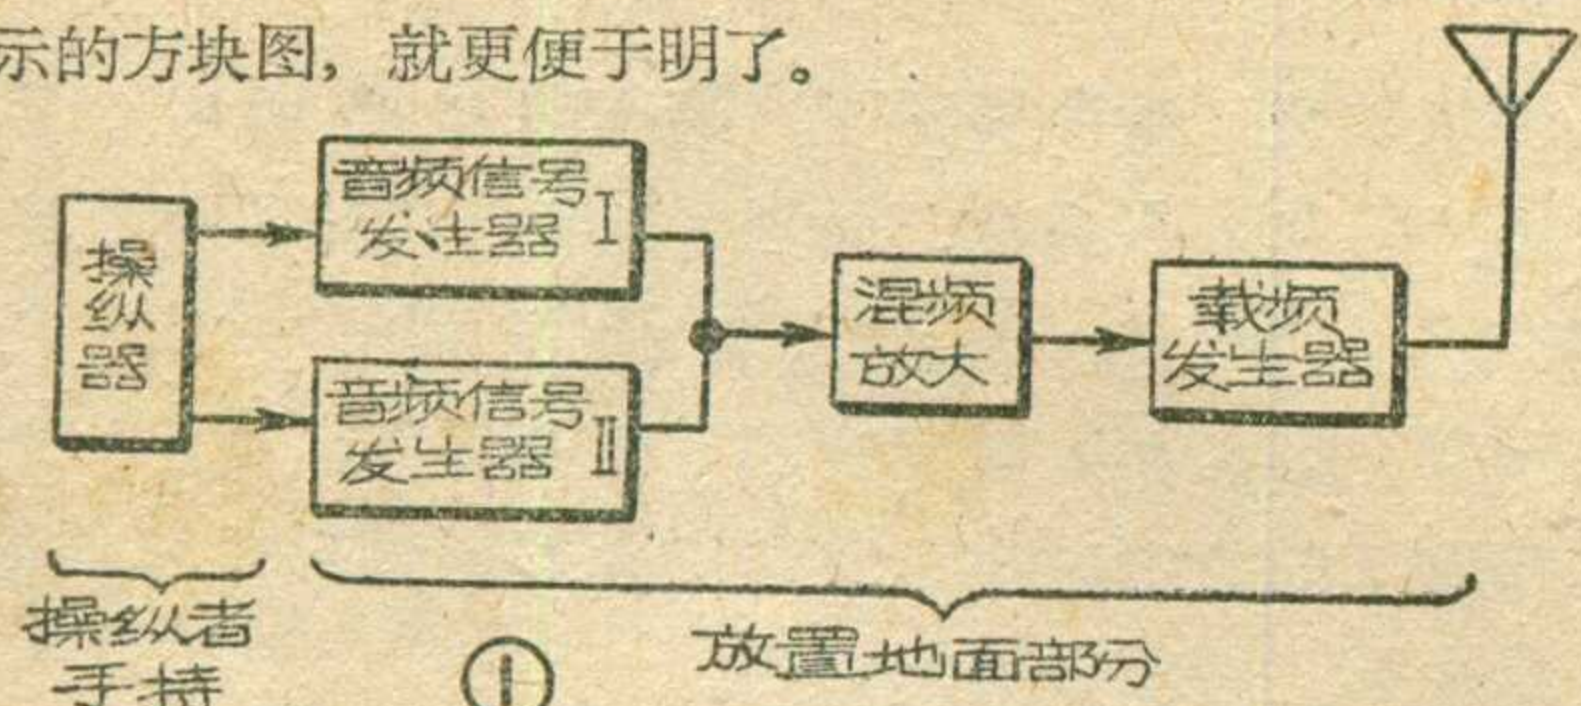 示的方块图，就更便于明了。
操
纵
器
音频信号
发生器 I
音频信号
发生器 II
混频
放大
载频
发生器
操纵者
手持
放置地面部分
①